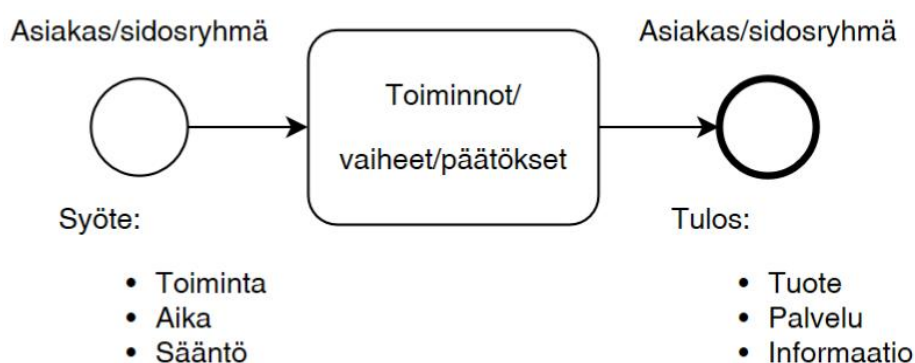 Asiakas/sidosryhmä
Asiakas/sidosryhmä
Toiminnot/
vaiheet/päätökset
Syöte:
• Toiminta
• Aika
• Sääntö
Tulos:
• Tuote
• Palvelu
• Informaatio